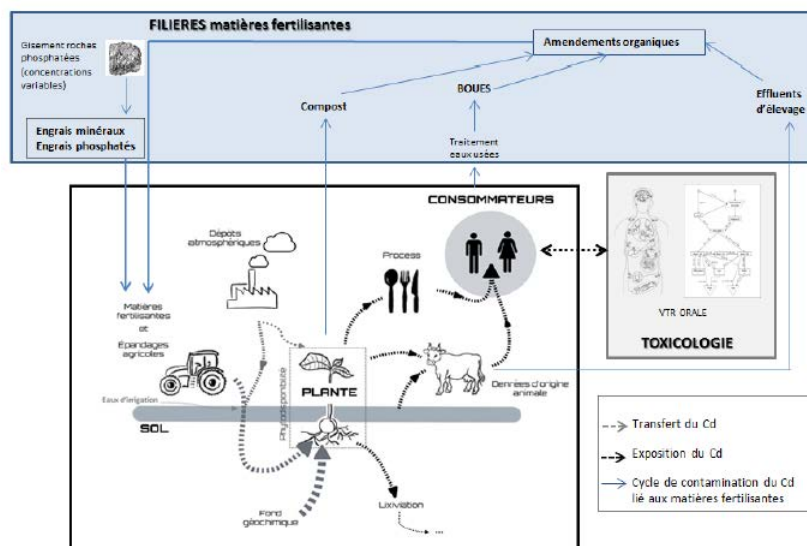 FILIERES matières fertilisantes
Gisement roches
phosphatées
(concentrations
variables)
Amendements organiques
BOUES
Compost
Effluents
d'élevage
Engrais minéraux
Engrais phosphatés
Traitement
eaux usées
CONSOMMATEURS
Dépôts
atmosphériques
Process
Matières
fertilisantes
et
Épandages
agricoles
VTR ORALE
TOXICOLOGIE
PLANTE
Phytodisponibilité
Denrées d'origine
animale
Eaux d'irrigation
SOL
Fond
géochimique
Lixiviation
...
Transfert du Cd
Exposition du Cd
Cycle de contamination du Cd
lié aux matières fertilisantes